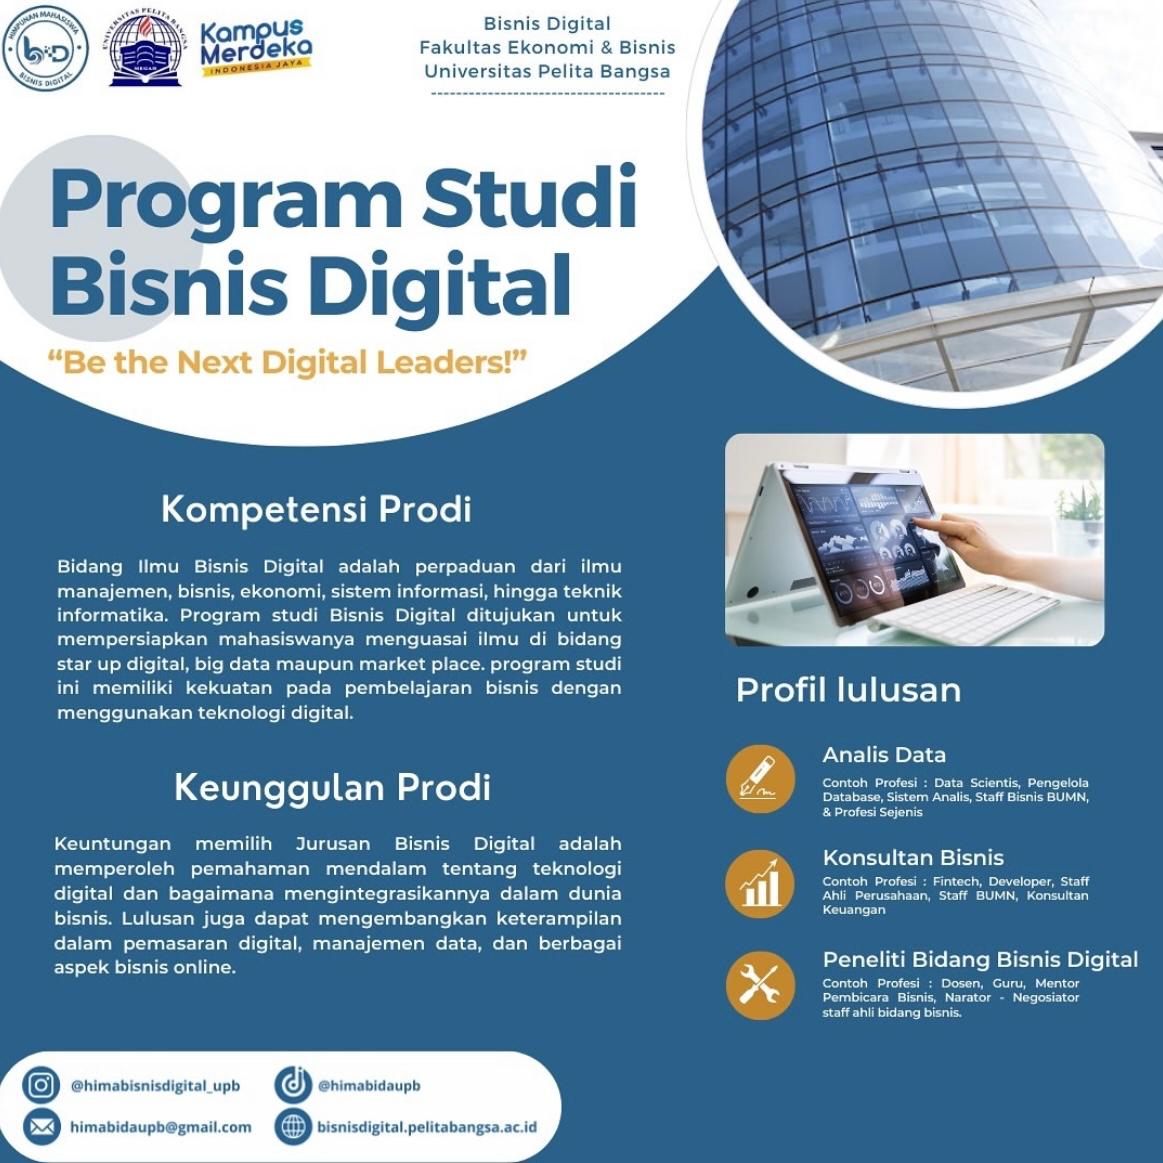 HIMPUNAN MAHASISWA
BISNIS DIGITAL
UNIVERSITAS PELITA BANGSA
Kampus
Merdeka
INDONESIA JAYA
Bisnis Digital
Fakultas Ekonomi & Bisnis
Universitas Pelita Bangsa
------------------------------------
Program Studi
Bisnis Digital
“Be the Next Digital Leaders!”
Kompetensi Prodi
Bidang Ilmu Bisnis Digital adalah perpaduan dari ilmu
manajemen, bisnis, ekonomi, sistem informasi, hingga teknik
informatika. Program studi Bisnis Digital ditujukan untuk
mempersiapkan mahasiswanya menguasai ilmu di bidang
star up digital, big data maupun market place. program studi
ini memiliki kekuatan pada pembelajaran bisnis dengan
menggunakan teknologi digital.
Keunggulan Prodi
Keuntungan memilih Jurusan Bisnis Digital adalah
memperoleh pemahaman mendalam tentang teknologi
digital dan bagaimana mengintegrasikannya dalam dunia
bisnis. Lulusan juga dapat mengembangkan keterampilan
dalam pemasaran digital, manajemen data, dan berbagai
aspek bisnis online.
Profil lulusan
Analis Data
Contoh Profesi : Data Scientis, Pengelola
Database, Sistem Analis, Staff Bisnis BUMN,
& Profesi Sejenis
Konsultan Bisnis
Contoh Profesi : Fintech, Developer, Staff
Ahli Perusahaan, Staff BUMN, Konsultan
Keuangan
Peneliti Bidang Bisnis Digital
Contoh Profesi : Dosen, Guru, Mentor
Pembicara Bisnis, Narator - Negosiator
staff ahli bidang bisnis.
@himabisnisdigital_upb
@himabidaupb
himabidaupb@gmail.com
bisnisdigital.pelitabangsa.ac.id